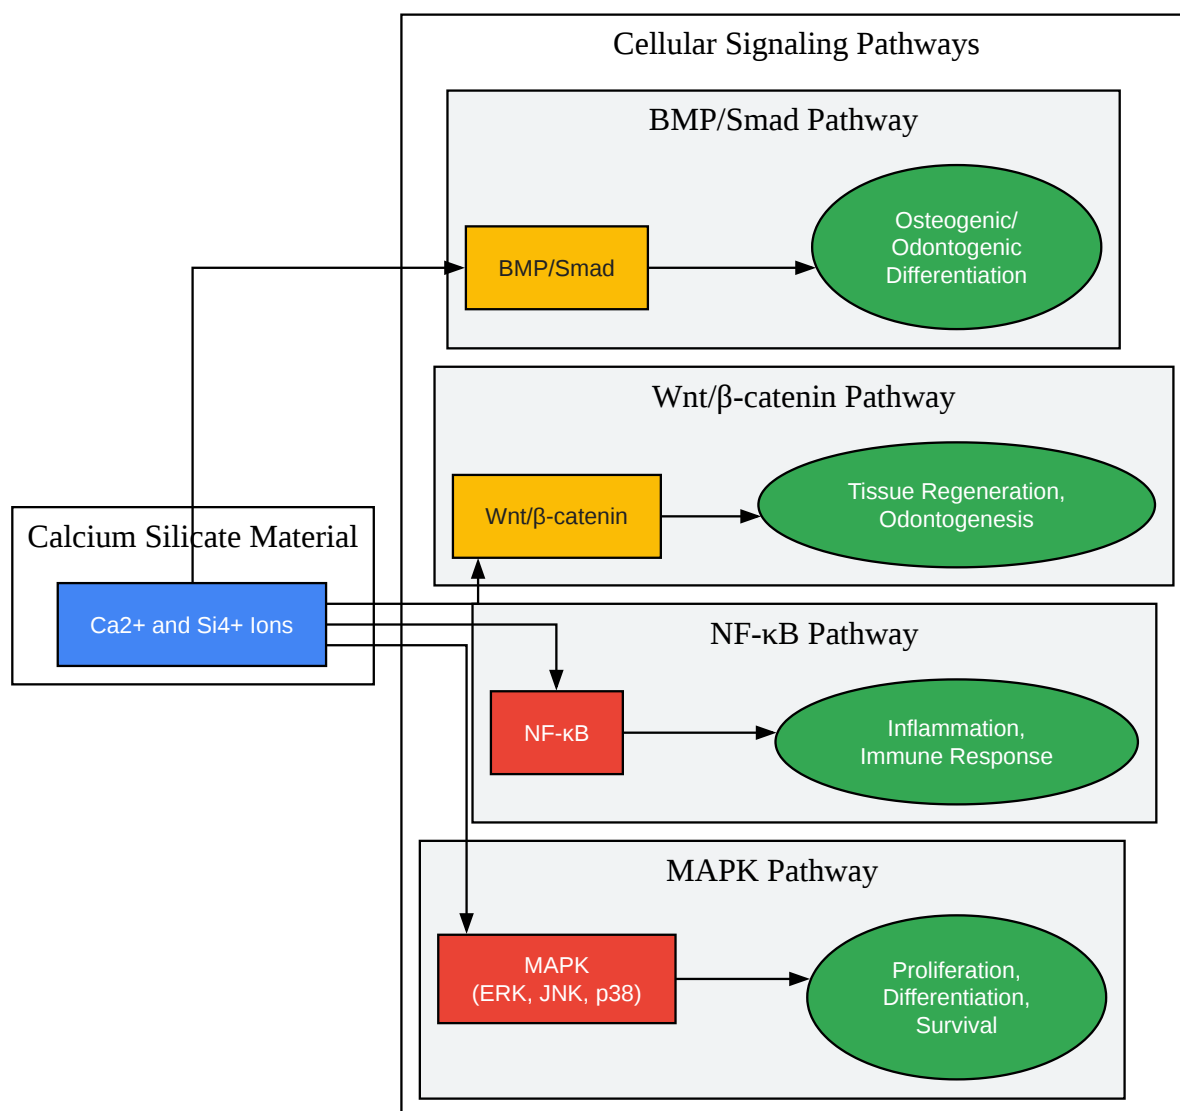 Cellular Signaling Pathways
BMP/Smad Pathway
BMP/Smad
Osteogenic/
Odontogenic
Differentiation
Wnt/β-catenin Pathway
Wnt/β-catenin
Tissue Regeneration,
Odontogenesis
Calcium Silicate Material
Ca2+ and Si4+ Ions
NF-κB Pathway
NF-κB
Inflammation,
Immune Response
MAPK Pathway
MAPK
(ERK, JNK, p38)
Proliferation,
Differentiation,
Survival